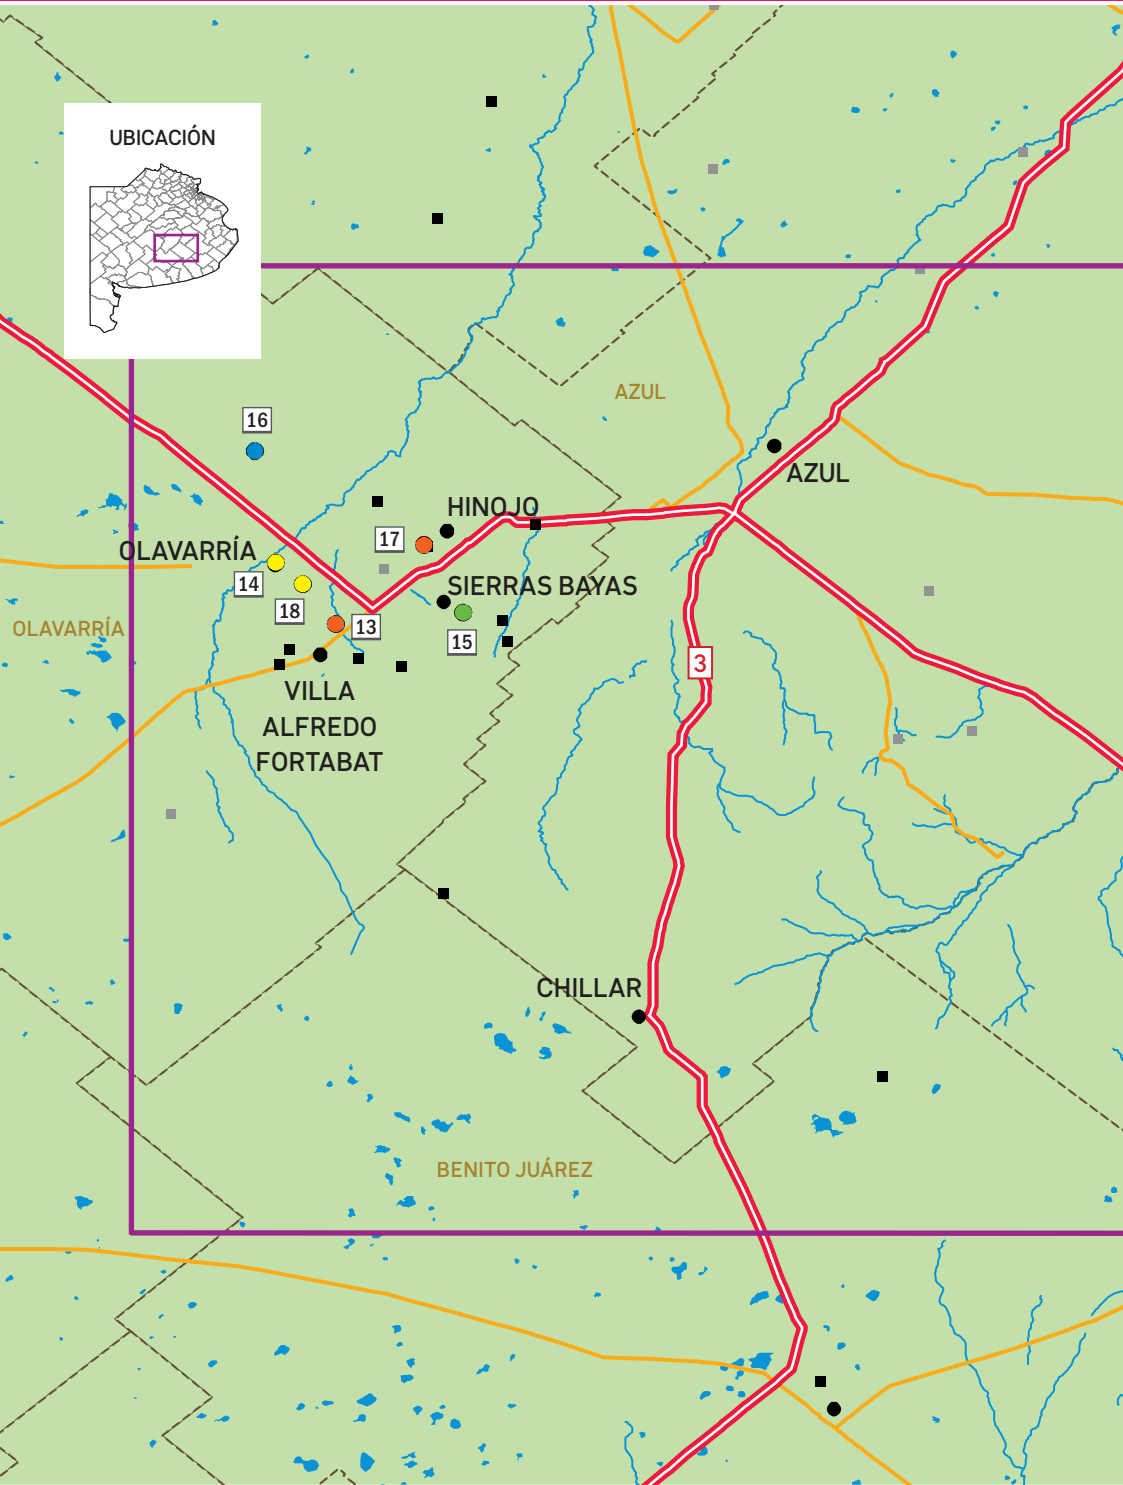 UBICACIÓN
AZUL
16
AZUL
HINOJO
17
OLAVARRÍA
14
SIERRAS BAYAS
18
13
OLAVARRÍA
15
3
VILLA
ALFREDO
FORTABAT
CHILLAR
BENITO JUÁREZ